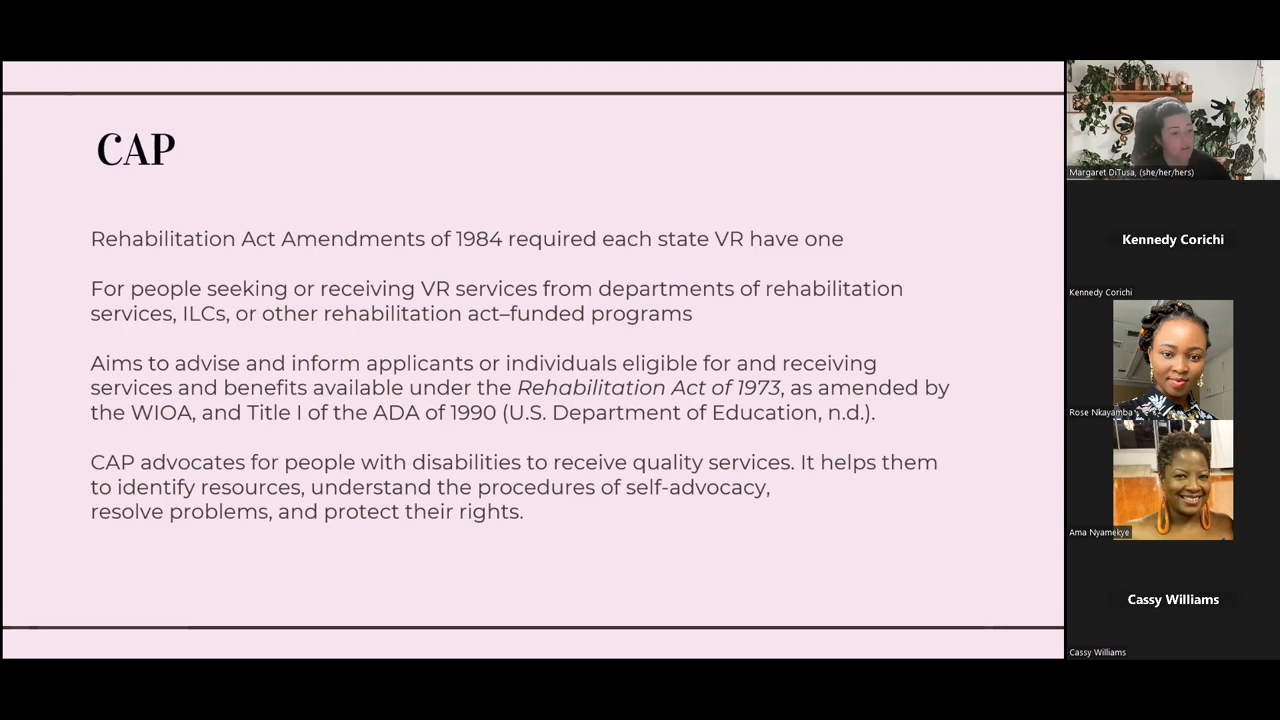 CAP
Rehabilitation Act Amendments of 1984 required each state VR have one
For people seeking or receiving VR services from departments of rehabilitation
services, ILCs, or other rehabilitation act–funded programs
Aims to advise and inform applicants or individuals eligible for and receiving
services and benefits available under the Rehabilitation Act of 1973, as amended by
the WIOA, and Title I of the ADA of 1990 (U.S. Department of Education, n.d.).
CAP advocates for people with disabilities to receive quality services. It helps them
to identify resources, understand the procedures of self-advocacy,
resolve problems, and protect their rights.
Margaret DiTusa, (she/her/hers)
Kennedy Corichi
Kennedy Corichi
Rose Nkayamba
Ama Nyamekye
Cassy Williams
Cassy Williams